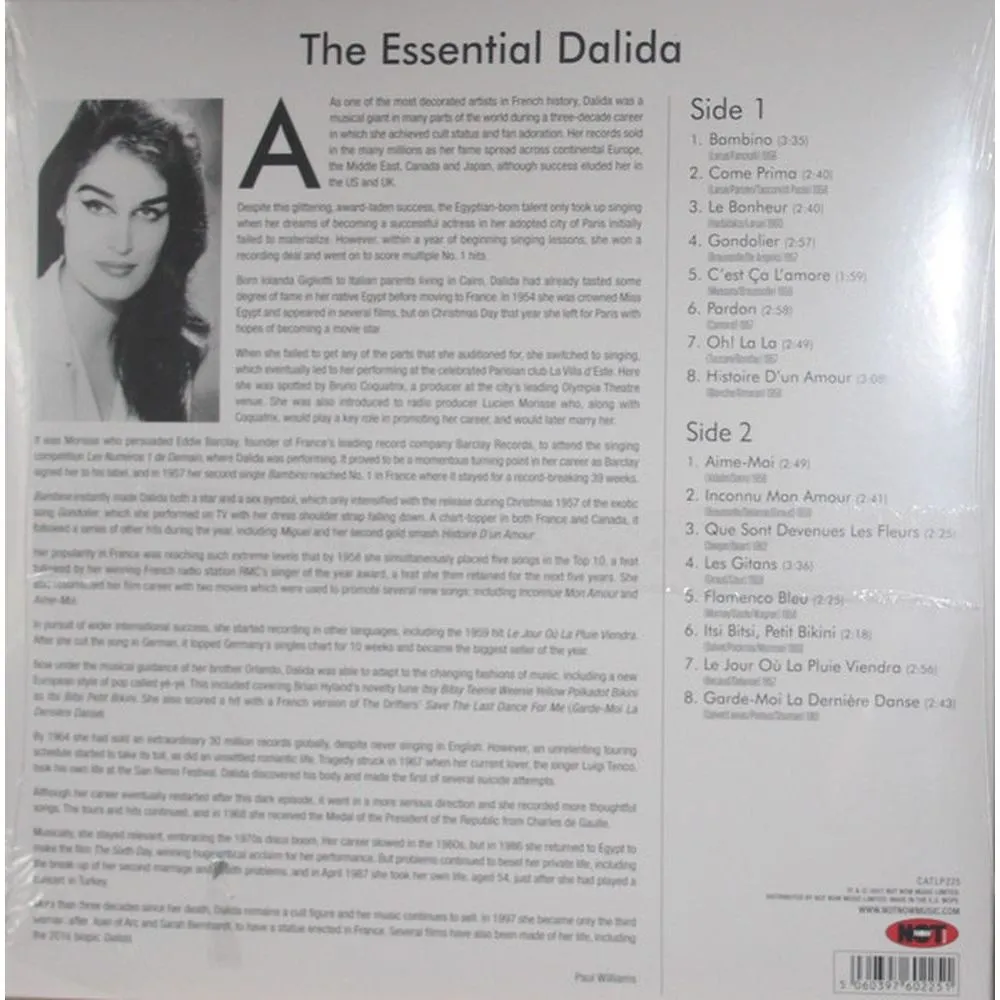 The Essential Dalida
As one of the most decorated artists in French history, Dalida was a
musical giant in many parts of the world during a three-decade career
in which she achieved cult status and fan adoration. Her records sold
in the many millions as her fame spread across continental Europe,
the Middle East, Canada and Japan, although success eluded her in
the US and UK.
Despite this glittering, award-laden success, the Egyptian-born talent only took up singing
when her dreams of becoming a successful actress in her adopted city of Paris initially
failed to materialize. However, within a year of beginning singing lessons, she won a
recording deal and went on to score multiple No. 1 hits.
Born Iolanda Gigliotti to Italian parents living in Cairo, Dalida had already tasted some
degree of fame in her native Egypt before moving to France. In 1954 she was crowned Miss
Egypt and appeared in several films, but on Christmas Day that year she left for Paris with
hopes of becoming a movie star.
When she failed to get any of the parts that she auditioned for, she switched to singing,
which eventually led to her performing at the celebrated Parisian club La Villa d'Este. Here
she was spotted by Bruno Coquatrix, a producer at the city's leading Olympia Theatre
venue. She was also introduced to radio producer Lucien Morisse who, along with
Coquatrix, would play a key role in promoting her career, and would later marry her.
It was Morisse who persuaded Eddie Barclay, founder of France's leading record company Barclay Records, to attend the singing
competition Les Numéros 1 de Demain, where Dalida was performing. It proved to be a momentous turning point in her career as Barclay
signed her to his label, and in 1957 her second single Bambino reached No. 1 in France where it stayed for a record-breaking 39 weeks.
Bambino instantly made Dalida both a star and a sex symbol, which only intensified with the release during Christmas 1957 of the exotic
song Gondolier, which she performed on TV with her dress shoulder strap falling down. A chart-topper in both France and Canada, it
followed a series of other hits during the year, including Miguel and her second gold smash Histoire D'un Amour.
Her popularity in France was reaching such extreme levels that by 1958 she simultaneously placed five songs in the Top 10, a feat
followed by her winning French radio station RMC's singer of the year award, a feat she then retained for the next five years. She
also continued her film career with two movies which were used to promote several new songs, including Inconnue Mon Amour and
Aime-Moi.
In pursuit of wider international success, she started recording in other languages, including the 1959 hit Le Jour Où La Pluie Viendra.
After she cut the song in German, it topped Germany's singles chart for 10 weeks and became the biggest seller of the year.
Now under the musical guidance of her brother Orlando, Dalida was able to adapt to the changing fashions of music, including a new
European style of pop called yé-yé. This included covering Brian Hyland's novelty tune Itsy Bitsy Teenie Weenie Yellow Polkadot Bikini
as Itsi Bitsi Petit Bikini. She also scored a hit with a French version of The Drifters' Save The Last Dance For Me (Garde-Moi La
Dernière Danse).
By 1964 she had sold an extraordinary 30 million records globally, despite never singing in English. However, an unrelenting touring
schedule started to take its toll, as did an unsettled romantic life. Tragedy struck in 1967 when her current lover, the singer Luigi Tenco,
took his own life at the San Remo Festival. Dalida discovered his body and made the first of several suicide attempts.
Although her career eventually restarted after this dark episode, it went in a more serious direction and she recorded more thoughtful
songs. The tours and hits continued, and in 1968 she received the Medal of the President of the Republic from Charles de Gaulle.
Musically, she stayed relevant, embracing the 1970s disco boom. Her career slowed in the 1980s, but in 1986 she returned to Egypt to
make the film The Sixth Day, winning huge critical acclaim for her performance. But problems continued to beset her private life, including
the break up of her second marriage and health problems, and in April 1987 she took her own life, aged 54, just after she had played a
concert in Turkey.
More than three decades since her death, Dalida remains a cult figure and her music continues to sell. In 1997 she became only the third
woman, after Joan of Arc and Sarah Bernhardt, to have a statue erected in France. Several films have also been made of her life, including
the 2016 biopic Dalida.
Paul Williams
Side 1
1. Bambino (3:35)
2. Come Prima (2:40)
3. Le Bonheur (2:40)
4. Gondolier (2:57)
5. C'est Ça L'amore (1:59)
6. Pardon (2:58)
7. Oh! La La (2:49)
8. Histoire D'un Amour (3:08)
Side 2
1. Aime-Moi (2:49)
2. Inconnu Mon Amour (2:41)
3. Que Sont Devenues Les Fleurs (2:25)
4. Les Gitans (3:36)
5. Flamenco Bleu (2:25)
6. Itsi Bitsi, Petit Bikini (2:18)
7. Le Jour Où La Pluie Viendra (2:56)
8. Garde-Moi La Dernière Danse (2:43)
CATLP225
WWW.NOTNOWMUSIC.COM
NOT
5 060397 602251